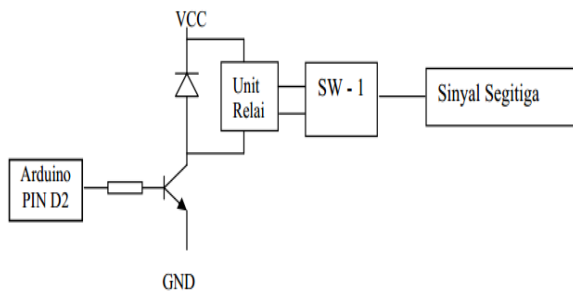 VCC
Unit
Relai
SW - 1
Sinyal Segitiga
Arduino
PIN D2
GND